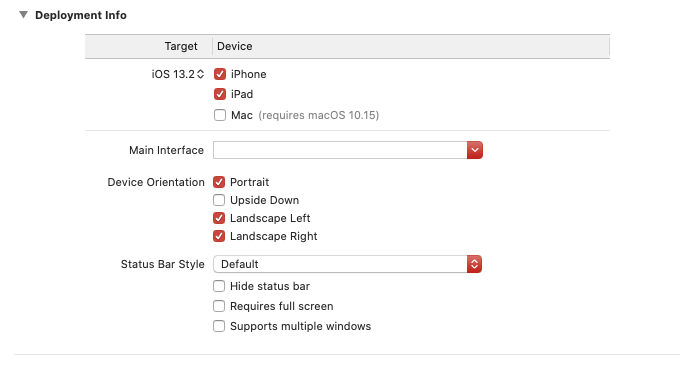 Deployment Info
Target Device
iOS 13.2 iPhone
iPad
Mac (requires macOS 10.15)
Main Interface
Device Orientation Portrait
Upside Down
Landscape Left
Landscape Right
Status Bar Style Default
Hide status bar
Requires full screen
Supports multiple windows